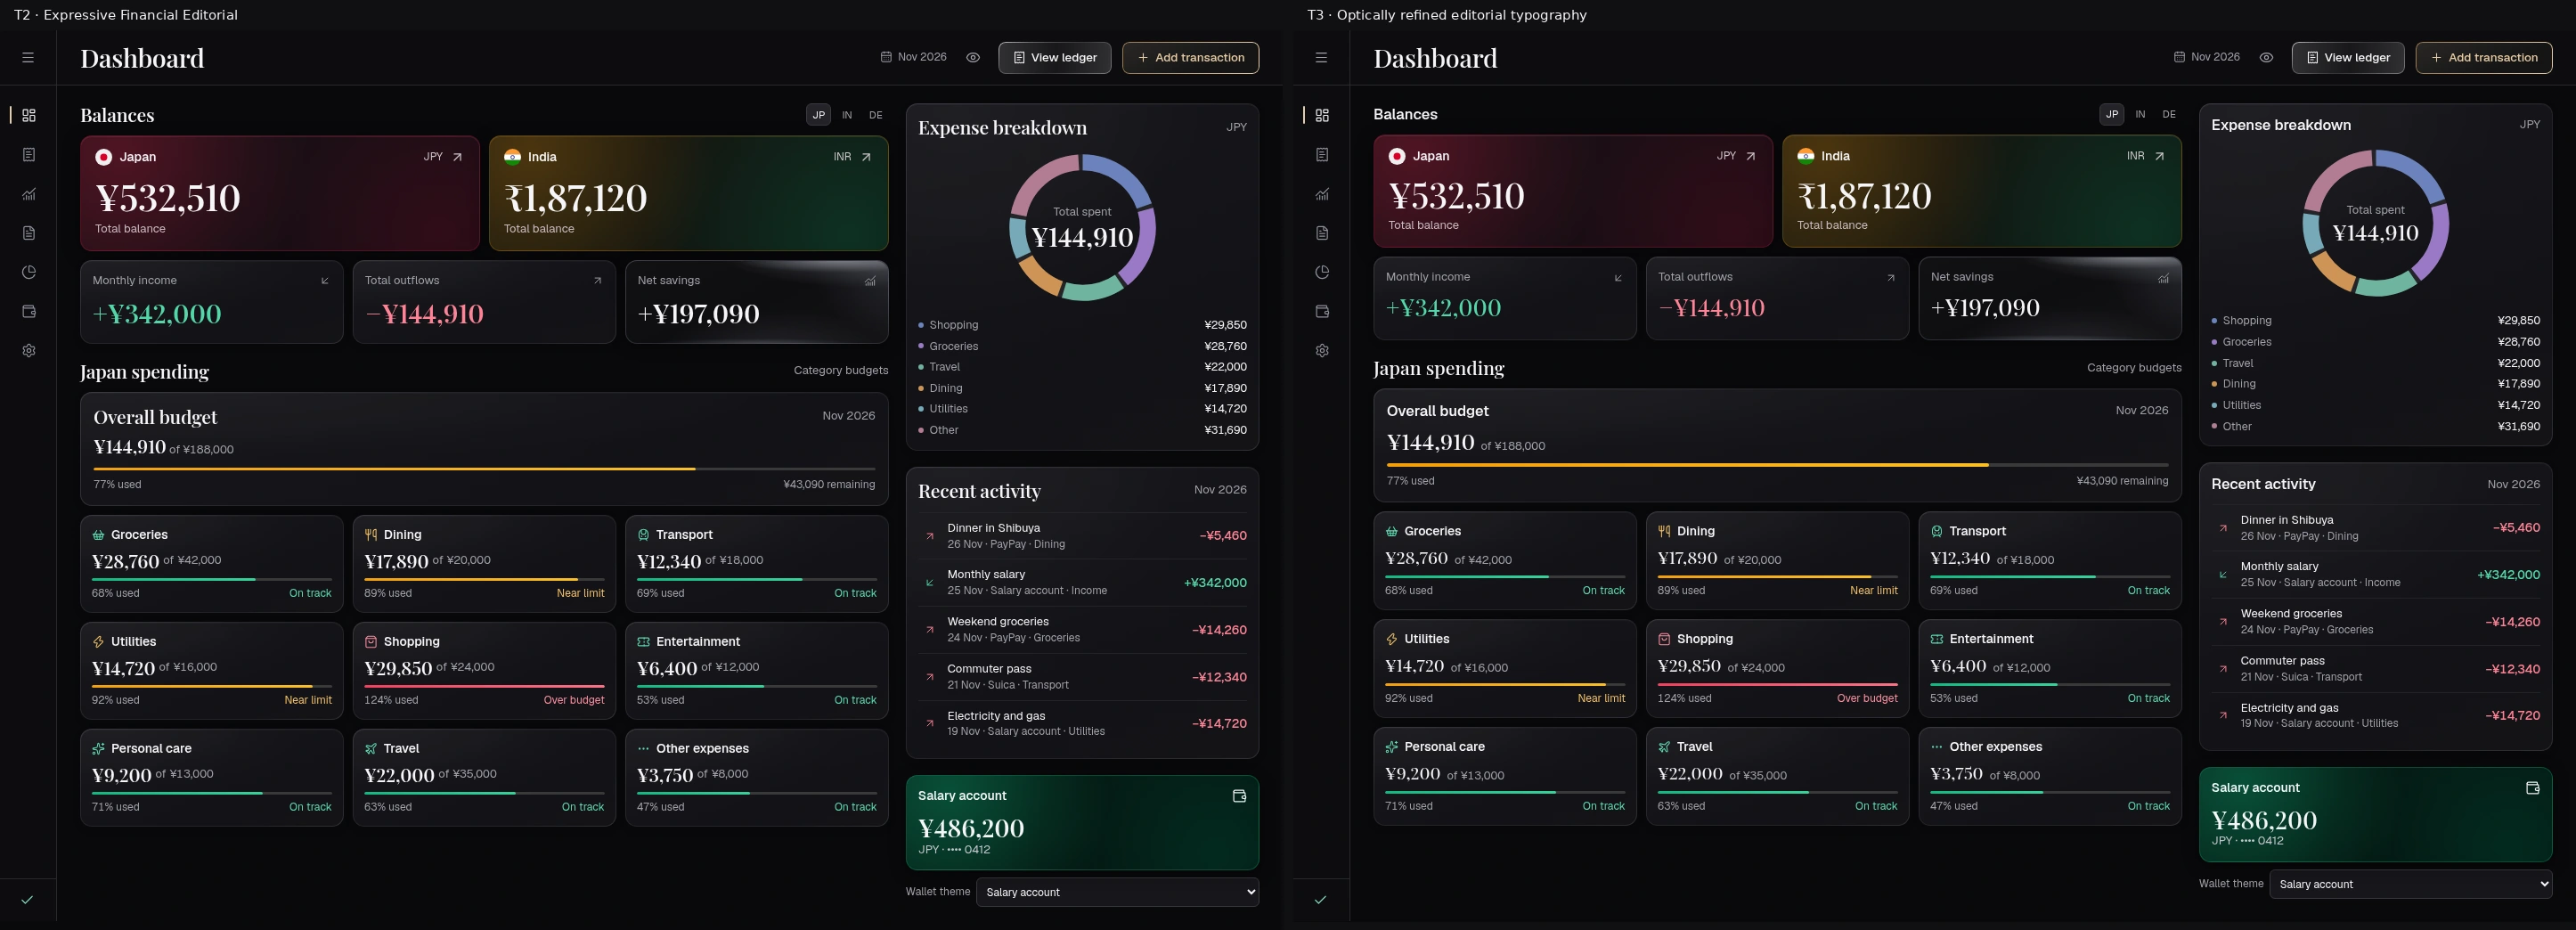 T2 · Expressive Financial Editorial
Dashboard
Nov 2026
View ledger
Add transaction
Balances
JP IN DE
Japan JPY
¥532,510
Total balance
India INR
₹1,87,120
Total balance
Monthly income
+¥342,000
Total outflows
−¥144,910
Net savings
+¥197,090
Japan spending
Category budgets
Overall budget
Nov 2026
¥144,910 of ¥188,000
77% used
¥43,090 remaining
Groceries
¥28,760 of ¥42,000
68% used On track
Dining
¥17,890 of ¥20,000
89% used Near limit
Transport
¥12,340 of ¥18,000
69% used On track
Utilities
¥14,720 of ¥16,000
92% used Near limit
Shopping
¥29,850 of ¥24,000
124% used Over budget
Entertainment
¥6,400 of ¥12,000
53% used On track
Personal care
¥9,200 of ¥13,000
71% used On track
Travel
¥22,000 of ¥35,000
63% used On track
Other expenses
¥3,750 of ¥8,000
47% used On track
Expense breakdown JPY
Total spent
¥144,910
Shopping ¥29,850
Groceries ¥28,760
Travel ¥22,000
Dining ¥17,890
Utilities ¥14,720
Other ¥31,690
Recent activity Nov 2026
Dinner in Shibuya
26 Nov · PayPay · Dining
−¥5,460
Monthly salary
25 Nov · Salary account · Income
+¥342,000
Weekend groceries
24 Nov · PayPay · Groceries
−¥14,260
Commuter pass
21 Nov · Suica · Transport
−¥12,340
Electricity and gas
19 Nov · Salary account · Utilities
−¥14,720
Salary account
¥486,200
JPY · •••• 0412
Wallet theme Salary account
T3 · Optically refined editorial typography
Dashboard
Nov 2026
View ledger
Add transaction
Balances
JP IN DE
Japan JPY
¥532,510
Total balance
India INR
₹1,87,120
Total balance
Monthly income
+¥342,000
Total outflows
−¥144,910
Net savings
+¥197,090
Japan spending
Category budgets
Overall budget
Nov 2026
¥144,910 of ¥188,000
77% used
¥43,090 remaining
Groceries
¥28,760 of ¥42,000
68% used On track
Dining
¥17,890 of ¥20,000
89% used Near limit
Transport
¥12,340 of ¥18,000
69% used On track
Utilities
¥14,720 of ¥16,000
92% used Near limit
Shopping
¥29,850 of ¥24,000
124% used Over budget
Entertainment
¥6,400 of ¥12,000
53% used On track
Personal care
¥9,200 of ¥13,000
71% used On track
Travel
¥22,000 of ¥35,000
63% used On track
Other expenses
¥3,750 of ¥8,000
47% used On track
Expense breakdown JPY
Total spent
¥144,910
Shopping ¥29,850
Groceries ¥28,760
Travel ¥22,000
Dining ¥17,890
Utilities ¥14,720
Other ¥31,690
Recent activity Nov 2026
Dinner in Shibuya
26 Nov · PayPay · Dining
−¥5,460
Monthly salary
25 Nov · Salary account · Income
+¥342,000
Weekend groceries
24 Nov · PayPay · Groceries
−¥14,260
Commuter pass
21 Nov · Suica · Transport
−¥12,340
Electricity and gas
19 Nov · Salary account · Utilities
−¥14,720
Salary account
¥486,200
JPY · •••• 0412
Wallet theme Salary account